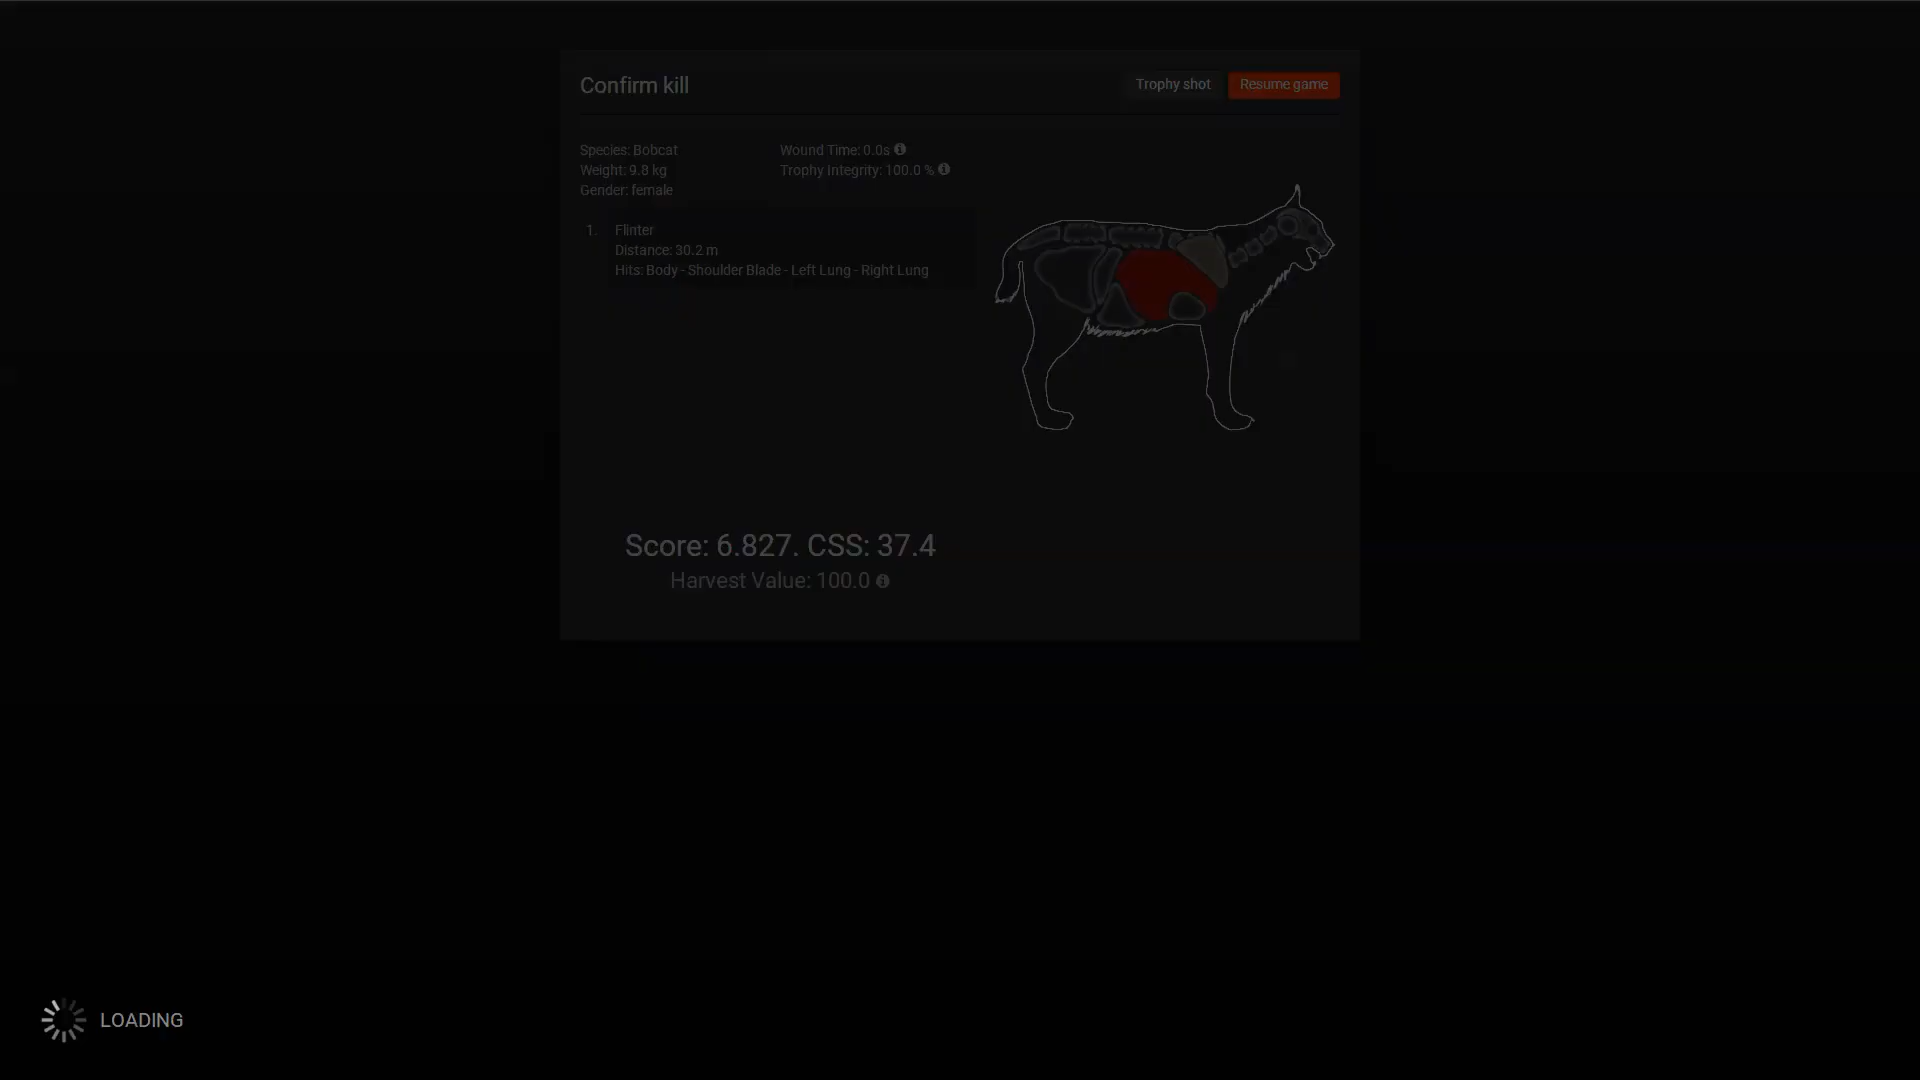 Confirm kill
Trophy shot
Resume game
Species: Bobcat
Weight: 9.8 kg
Gender: female
Wound Time: 0.0s
Trophy Integrity: 100.0 %
1. Flinter
Distance: 30.2 m
Hits: Body - Shoulder Blade - Left Lung - Right Lung
Score: 6.827. CSS: 37.4
Harvest Value: 100.0
LOADING